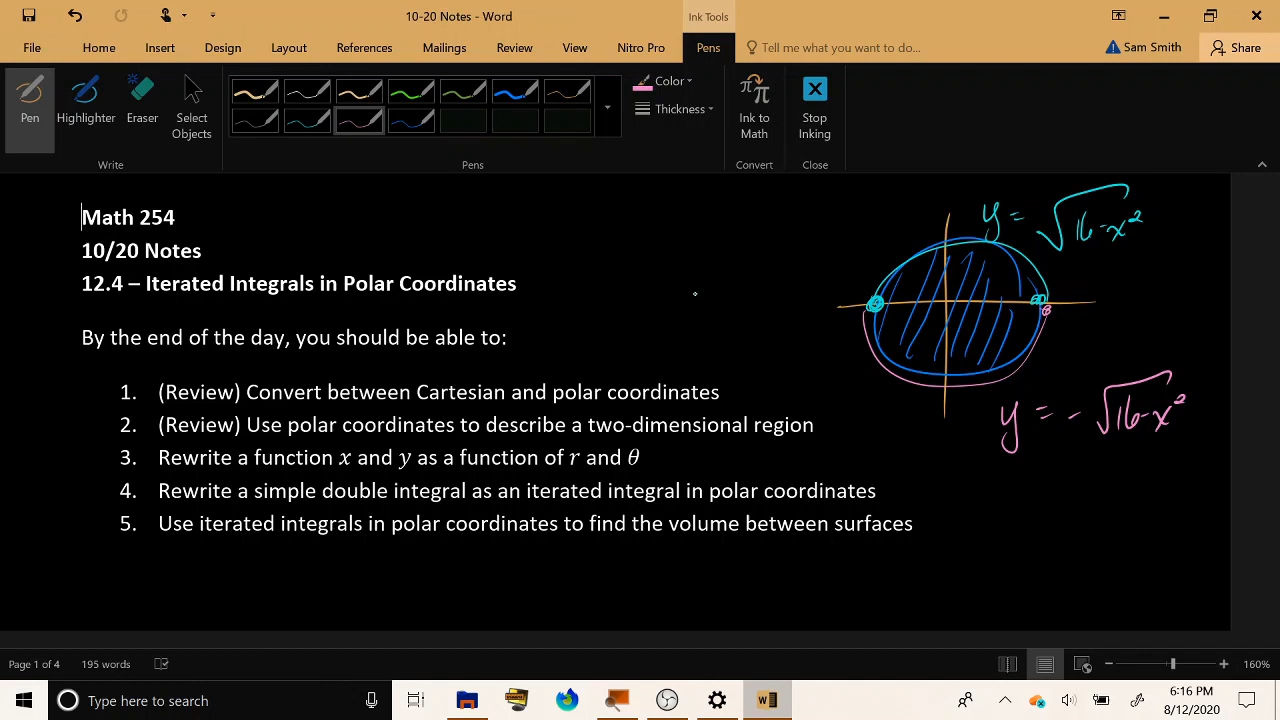 10-20 Notes - Word
Ink Tools
File
Home
Insert
Design
Layout
References
Mailings
Review
View
Nitro Pro
Pens
Tell me what you want to do...
Sam Smith
Share
Pen
Highlighter
Eraser
Select
Objects
Write
Pens
Color
Thickness
Ink to
Math
Convert
Stop
Inking
Close
Math 254
10/20 Notes
12.4 – Iterated Integrals in Polar Coordinates
By the end of the day, you should be able to:
1. (Review) Convert between Cartesian and polar coordinates
2. (Review) Use polar coordinates to describe a two-dimensional region
3. Rewrite a function x and y as a function of r and θ
4. Rewrite a simple double integral as an iterated integral in polar coordinates
5. Use iterated integrals in polar coordinates to find the volume between surfaces
y = √16-x²
y = - √16-x²
Page 1 of 4
195 words
160%
Type here to search
6:16 PM
8/12/2020